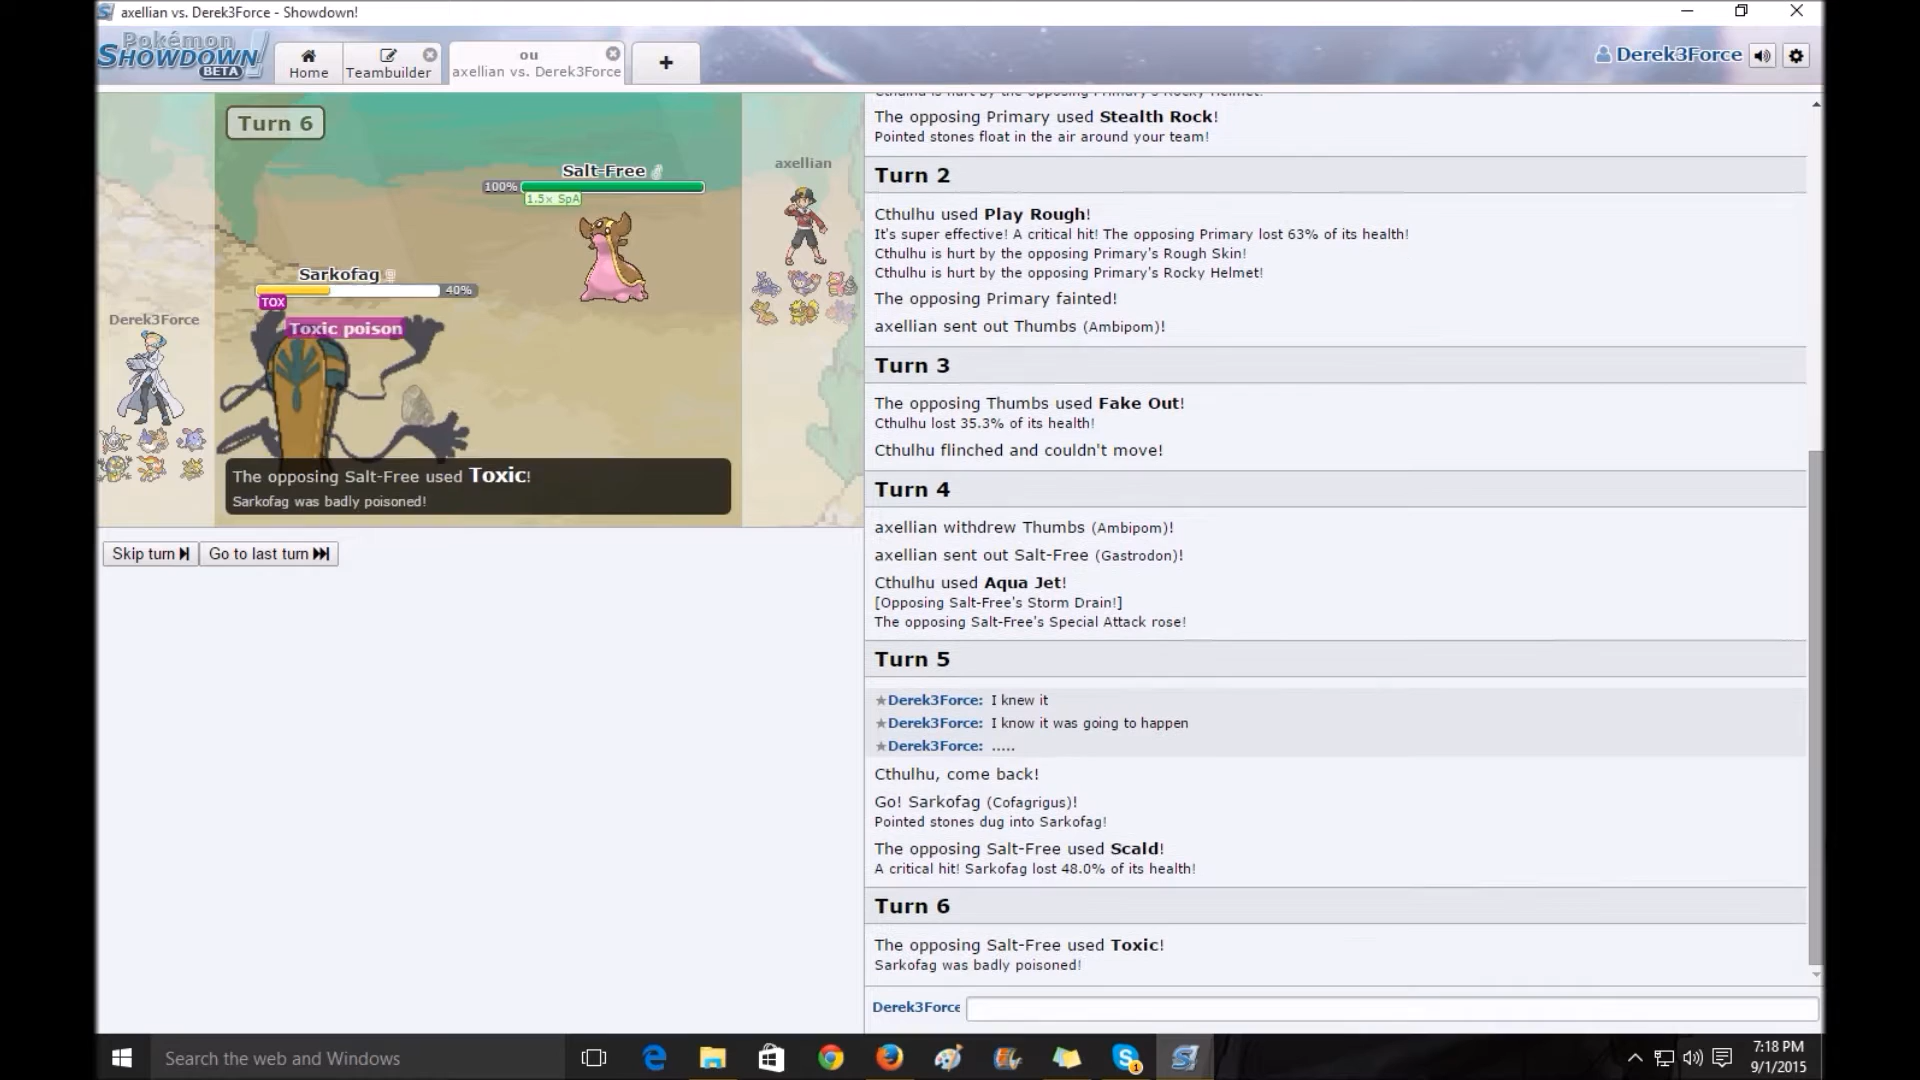 axellian vs. Derek3Force - Showdown!
Pokémon
SHOWDOWN!
BETA
Home
Teambuilder
ou
axellian vs. Derek3Force
+
Derek3Force
Turn 6
Salt-Free
100%
1.5x SpA
axellian
Sarkofag
40%
TOX
Toxic poison
Derek3Force
The opposing Salt-Free used Toxic!
Sarkofag was badly poisoned!
Skip turn
Go to last turn
Cthulhu is hurt by the opposing Primary's Rocky Helmet!
The opposing Primary used Stealth Rock!
Pointed stones float in the air around your team!
Turn 2
Cthulhu used Play Rough!
It's super effective! A critical hit! The opposing Primary lost 63% of its health!
Cthulhu is hurt by the opposing Primary's Rough Skin!
Cthulhu is hurt by the opposing Primary's Rocky Helmet!
The opposing Primary fainted!
axellian sent out Thumbs (Ambipom)!
Turn 3
The opposing Thumbs used Fake Out!
Cthulhu lost 35.3% of its health!
Cthulhu flinched and couldn't move!
Turn 4
axellian withdrew Thumbs (Ambipom)!
axellian sent out Salt-Free (Gastrodon)!
Cthulhu used Aqua Jet!
[Opposing Salt-Free's Storm Drain!]
The opposing Salt-Free's Special Attack rose!
Turn 5
★Derek3Force: I knew it
★Derek3Force: I know it was going to happen
★Derek3Force: .....
Cthulhu, come back!
Go! Sarkofag (Cofagrigus)!
Pointed stones dug into Sarkofag!
The opposing Salt-Free used Scald!
A critical hit! Sarkofag lost 48.0% of its health!
Turn 6
The opposing Salt-Free used Toxic!
Sarkofag was badly poisoned!
Derek3Force
Search the web and Windows
1
7:18 PM
9/1/2015